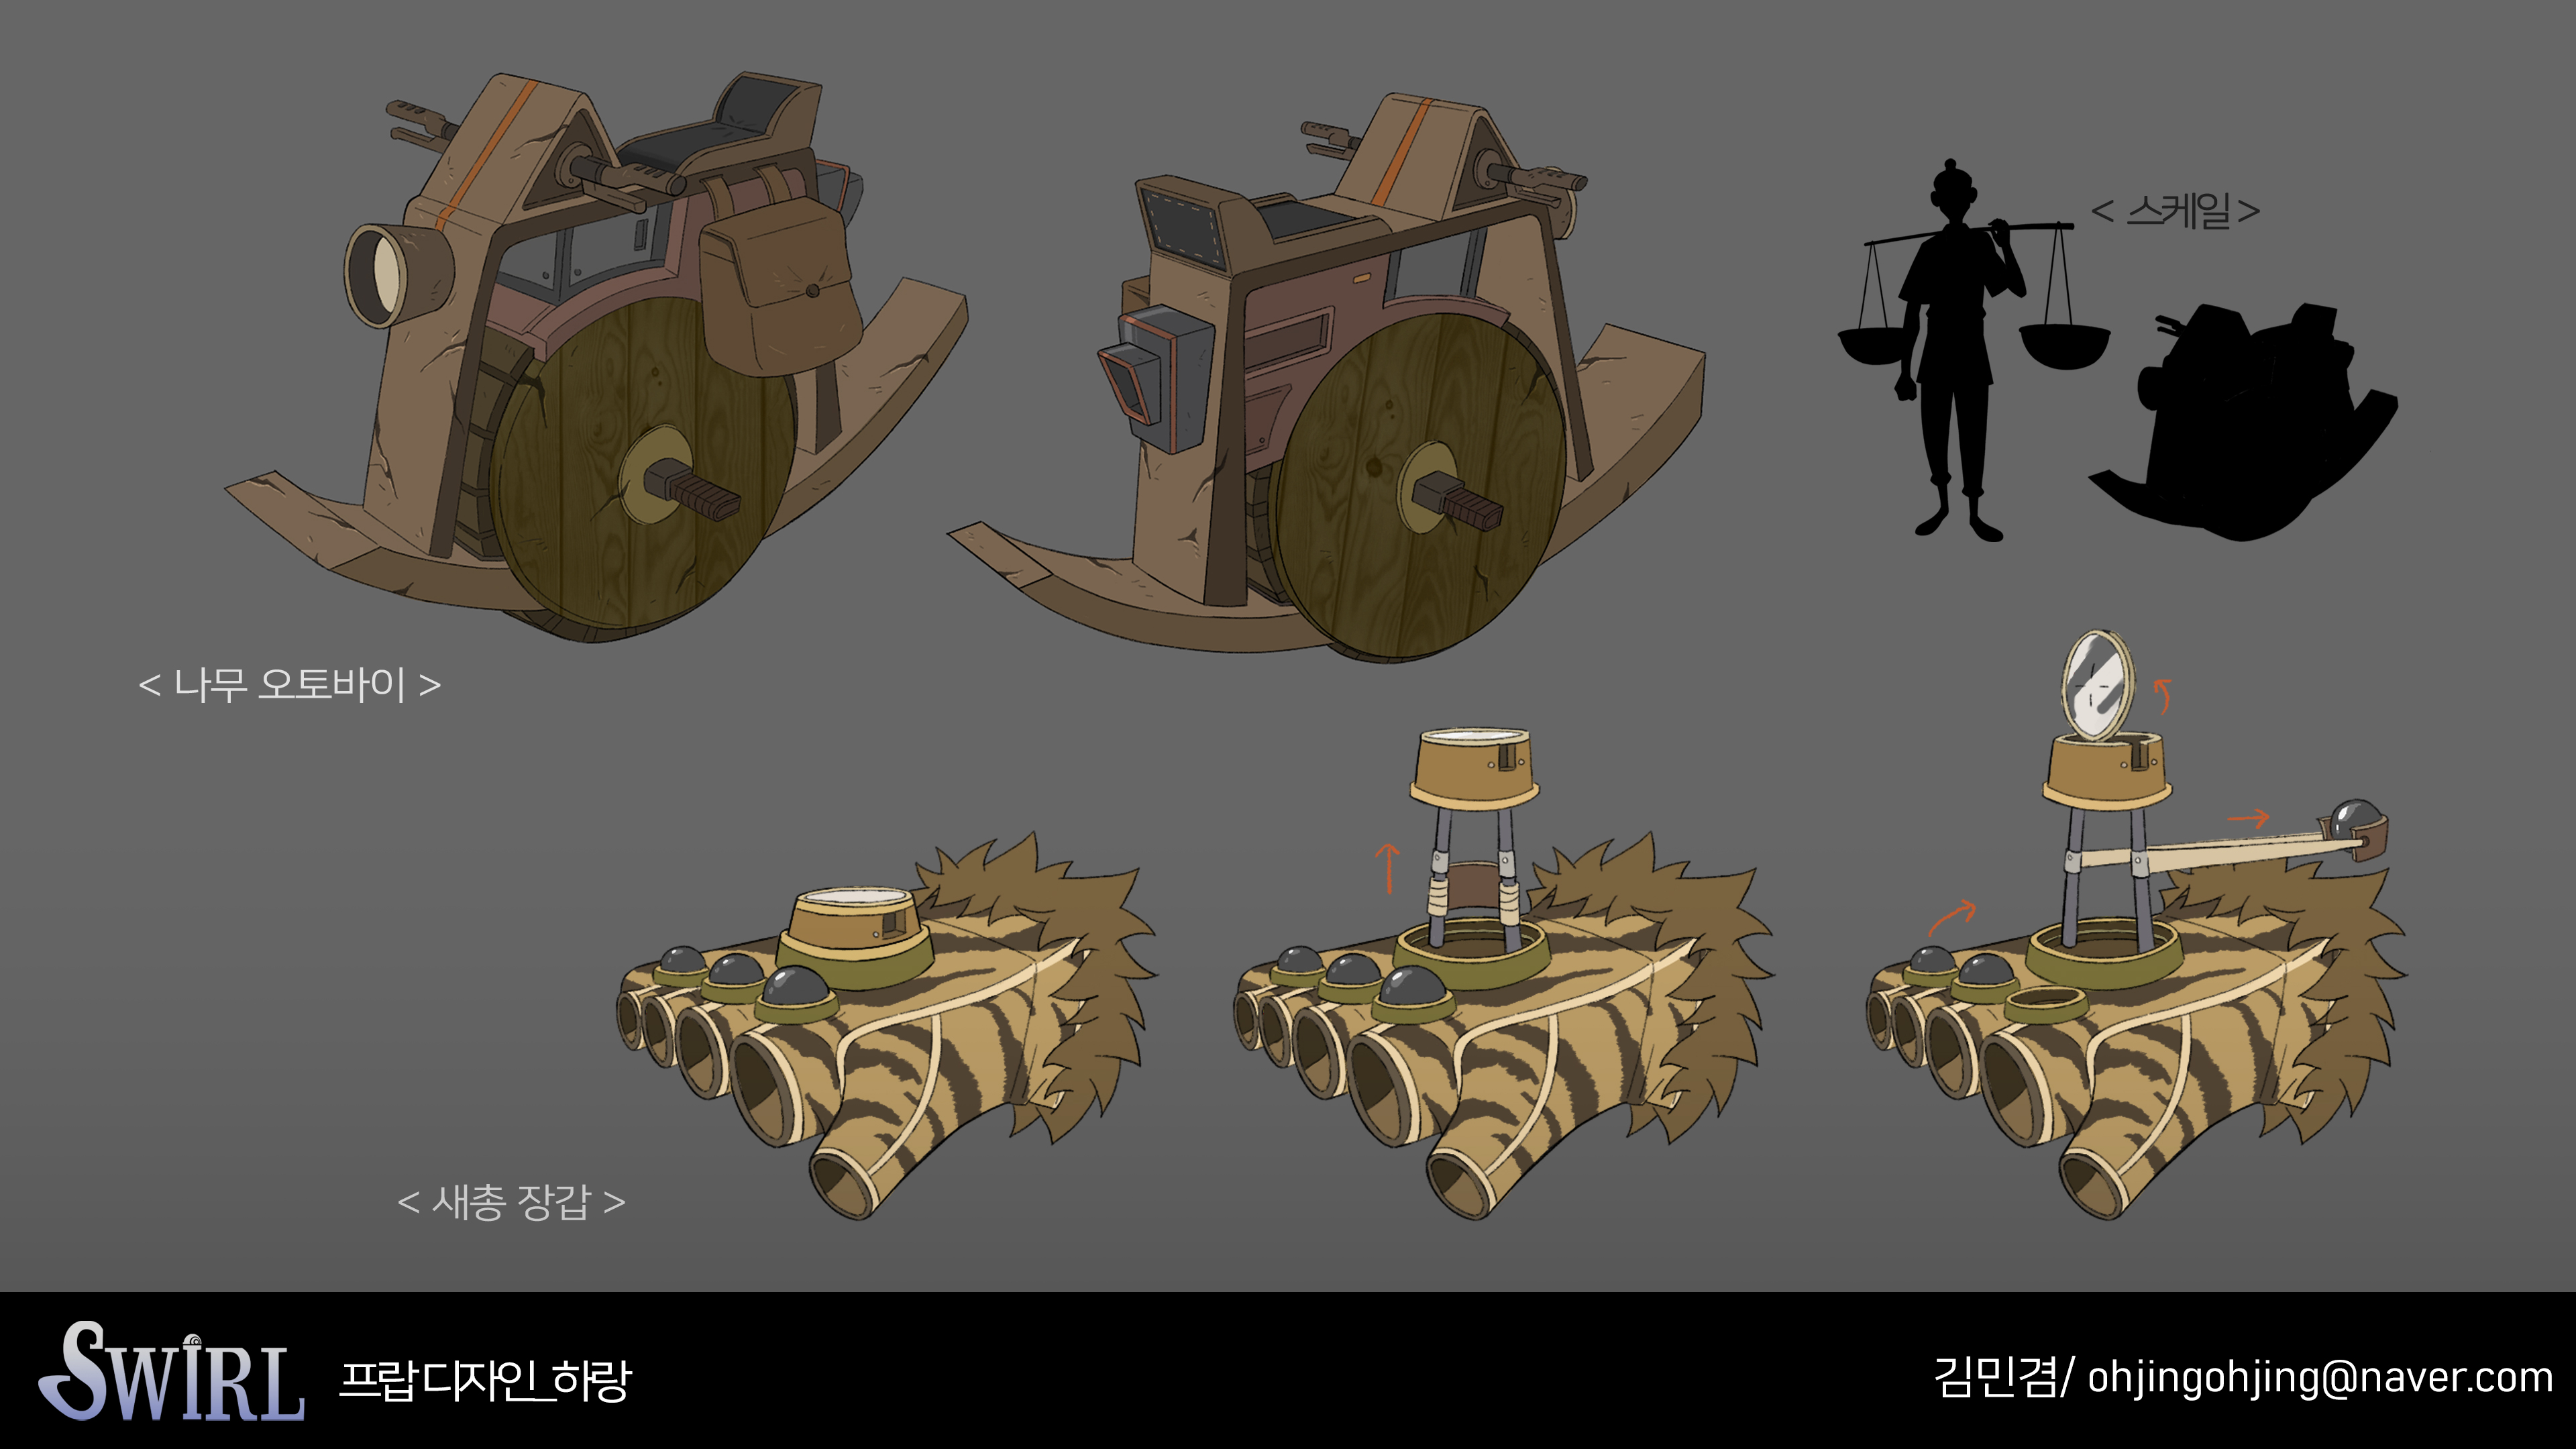 < 스케일 >
< 나무 오토바이 >
< 새총 장갑 >
SWIRL
프랍 디자인_하랑
김민겸/ ohjingohjing@naver.com